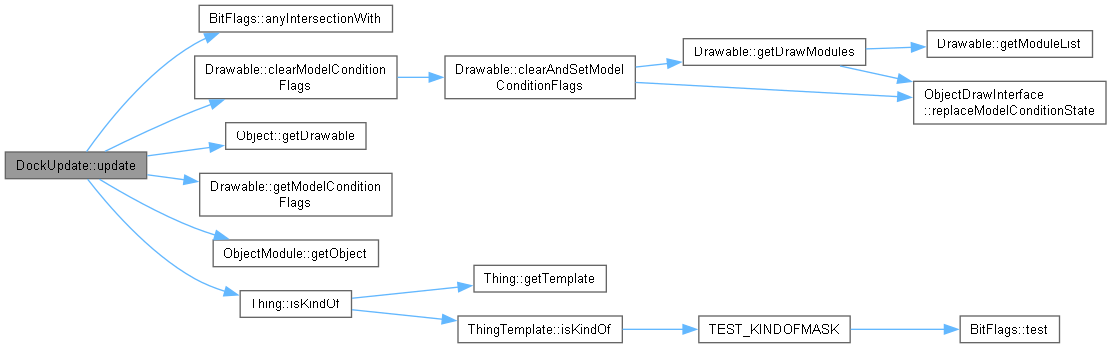 BitFlags::anyIntersectionWith
Drawable::clearModelCondition
Flags
Drawable::clearAndSetModel
ConditionFlags
Drawable::getDrawModules
Drawable::getModuleList
ObjectDrawInterface
::replaceModelConditionState
Object::getDrawable
DockUpdate::update
Drawable::getModelCondition
Flags
ObjectModule::getObject
Thing::isKindOf
Thing::getTemplate
ThingTemplate::isKindOf
TEST_KINDOFMASK
BitFlags::test